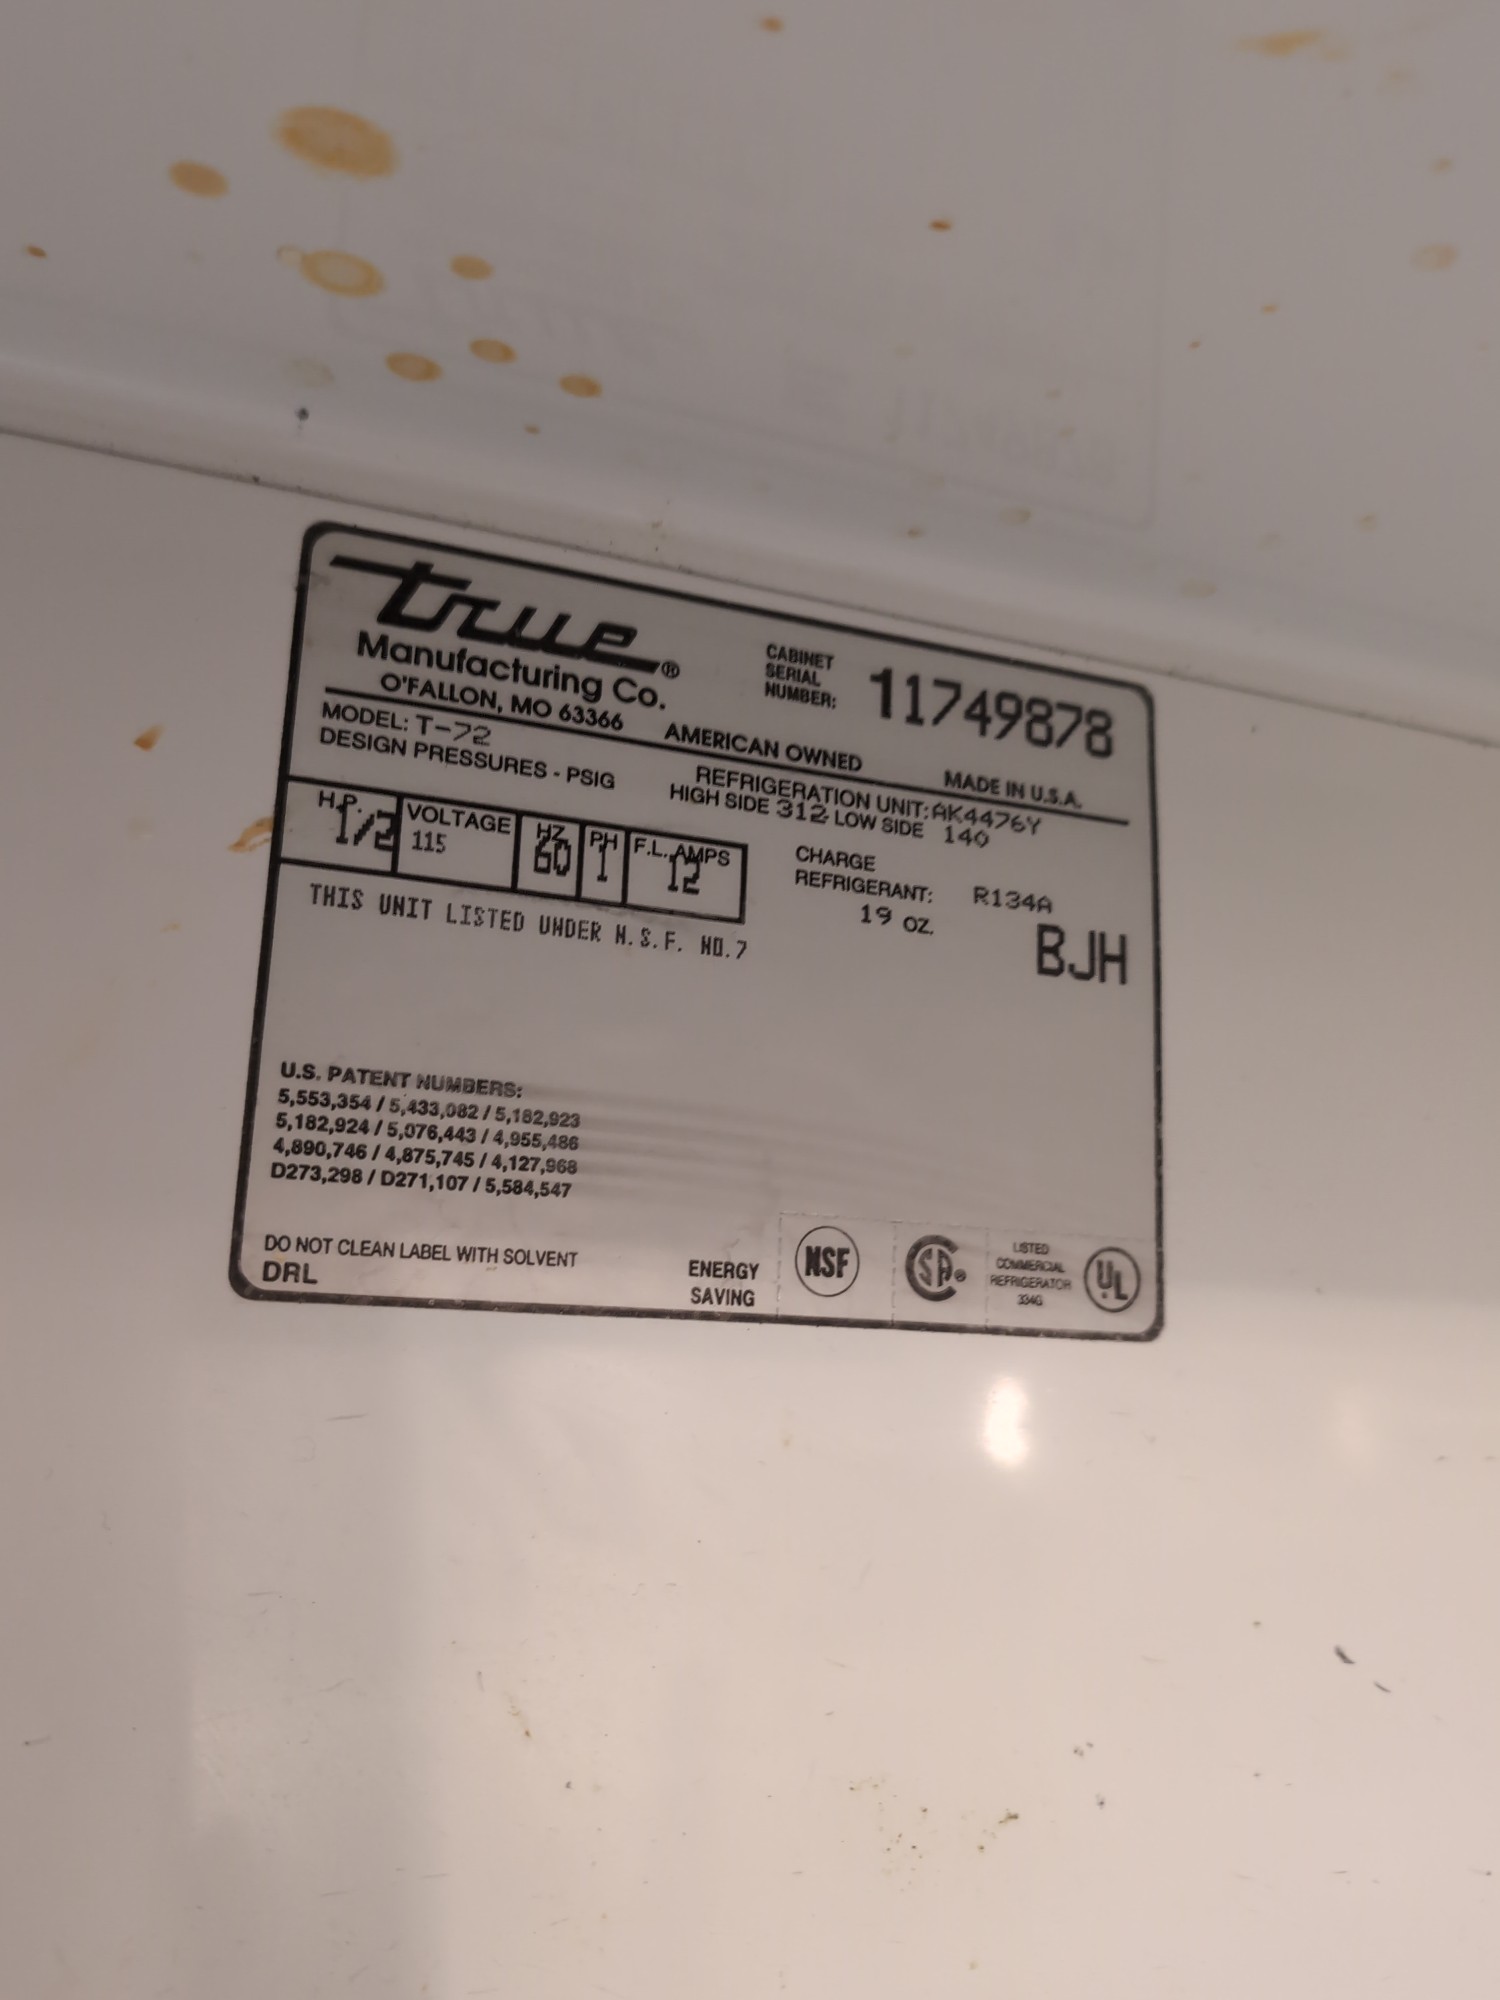 true®
Manufacturing Co.
O'FALLON, MO 63366
AMERICAN OWNED
CABINET
SERIAL
NUMBER:
11749878
MADE IN U.S.A.
MODEL: T-72
REFRIGERATION UNIT: AK4476Y
DESIGN PRESSURES - PSIG
HIGH SIDE 312 LOW SIDE 140
H.P. VOLTAGE HZ PH F.L. AMPS
1/2 115 60 1 12
CHARGE
REFRIGERANT: R134A
19 OZ.
BJH
THIS UNIT LISTED UNDER N.S.F. NO.7
U.S. PATENT NUMBERS:
5,553,354 / 5,433,082 / 5,182,923
5,182,924 / 5,076,443 / 4,955,486
4,890,746 / 4,875,745 / 4,127,968
D273,298 / D271,107 / 5,584,547
DO NOT CLEAN LABEL WITH SOLVENT
DRL
ENERGY
SAVING
NSF
SA®
LISTED
COMMERCIAL
REFRIGERATOR
334G
UL